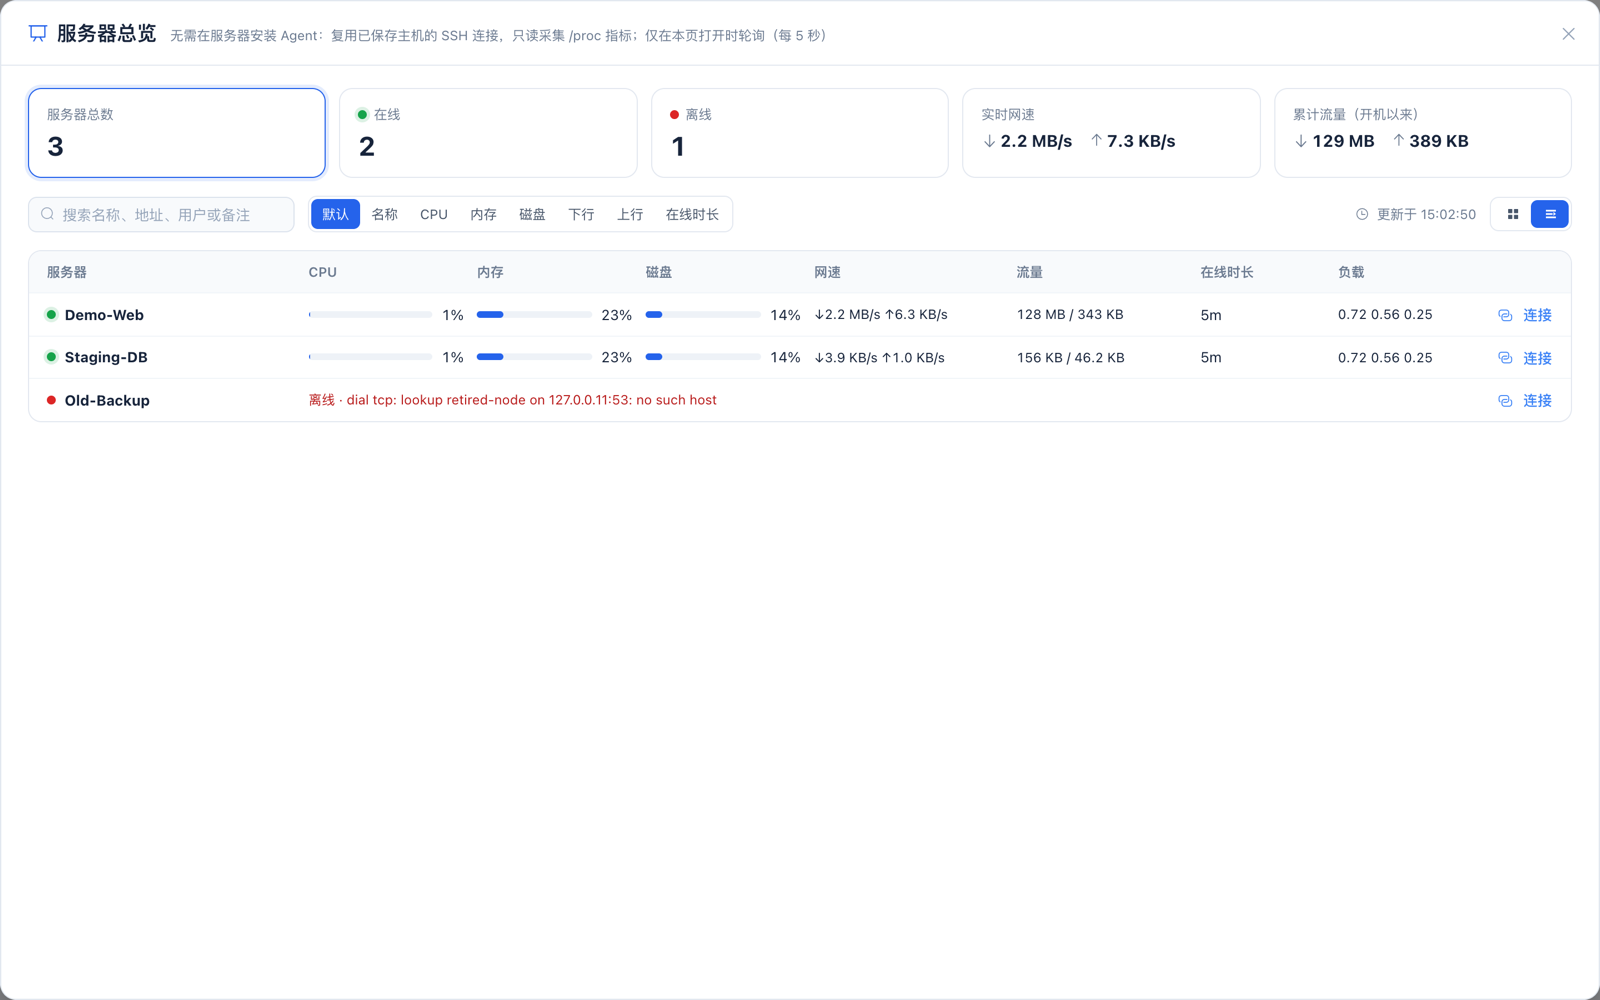 服务器总览 无需在服务器安装 Agent：复用已保存主机的 SSH 连接，只读采集 /proc 指标；仅在本页打开时轮询（每 5 秒）
服务器总数 在线 离线 实时网速 累计流量（开机以来）
3 2 1 ↓ 2.2 MB/s ↑ 7.3 KB/s ↓ 129 MB ↑ 389 KB
搜索名称、地址、用户或备注 默认 名称 CPU 内存 磁盘 下行 上行 在线时长 更新于 15:02:50
服务器 CPU 内存 磁盘 网速 流量 在线时长 负载
Demo-Web 1% 23% 14% ↓2.2 MB/s ↑6.3 KB/s 128 MB / 343 KB 5m 0.72 0.56 0.25 连接
Staging-DB 1% 23% 14% ↓3.9 KB/s ↑1.0 KB/s 156 KB / 46.2 KB 5m 0.72 0.56 0.25 连接
Old-Backup 离线 · dial tcp: lookup retired-node on 127.0.0.11:53: no such host 连接